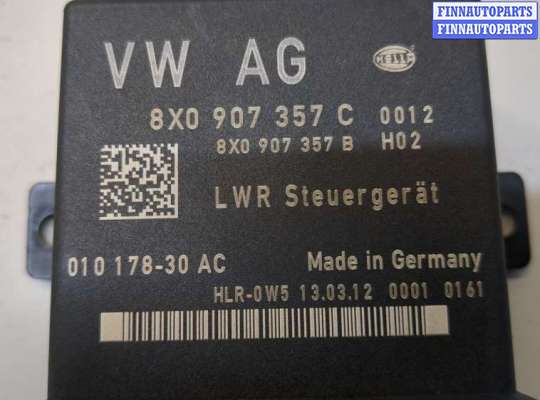 FINNAUTOPARTS
FINNAUTOPARTS
VW AG
HELLA
8X0 907 357 C 0012
8X0 907 357 B H02
LWR Steuergerät
010 178-30 AC Made in Germany
HLR-0W5 13.03.12 0001 0161